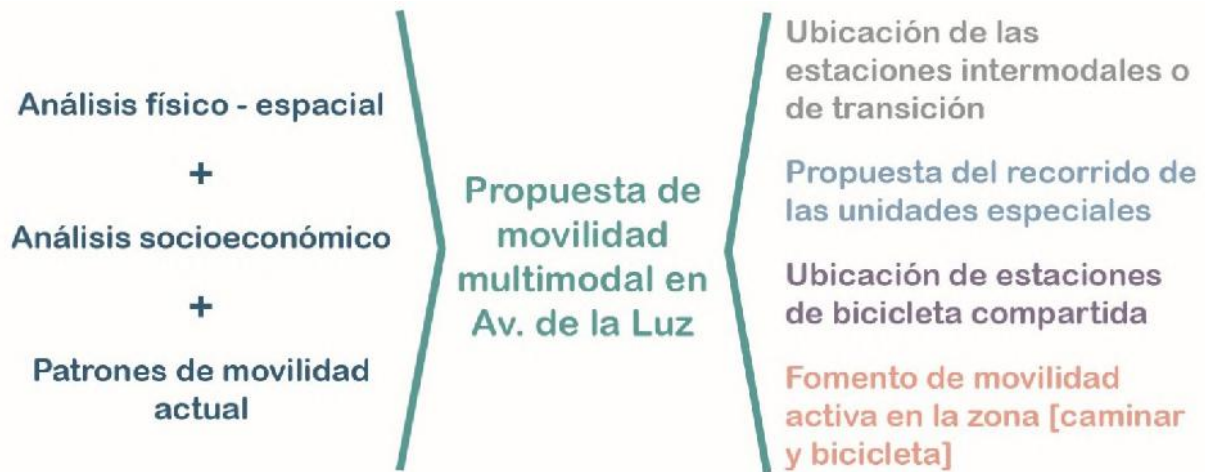 Análisis físico - espacial
+
Análisis socioeconómico
+
Patrones de movilidad
actual
Propuesta de
movilidad
multimodal en
Av. de la Luz
Ubicación de las
estaciones intermodales o
de transición
Propuesta del recorrido de
las unidades especiales
Ubicación de estaciones
de bicicleta compartida
Fomento de movilidad
activa en la zona [caminar
y bicicleta]